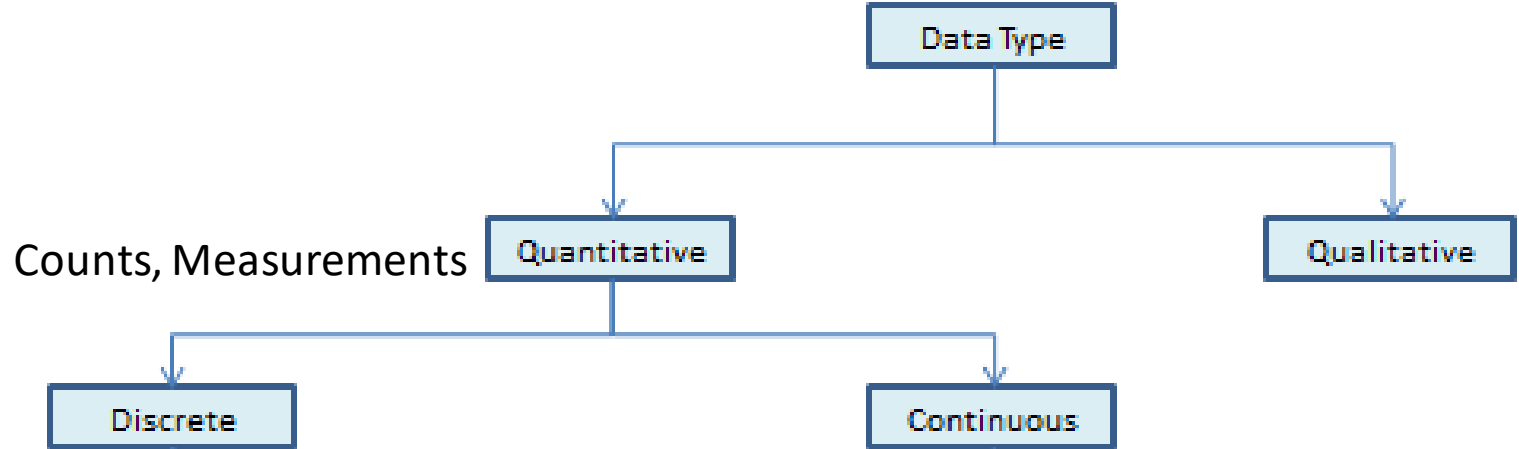 Data Type
Counts, Measurements
Quantitative
Qualitative
Discrete
Continuous